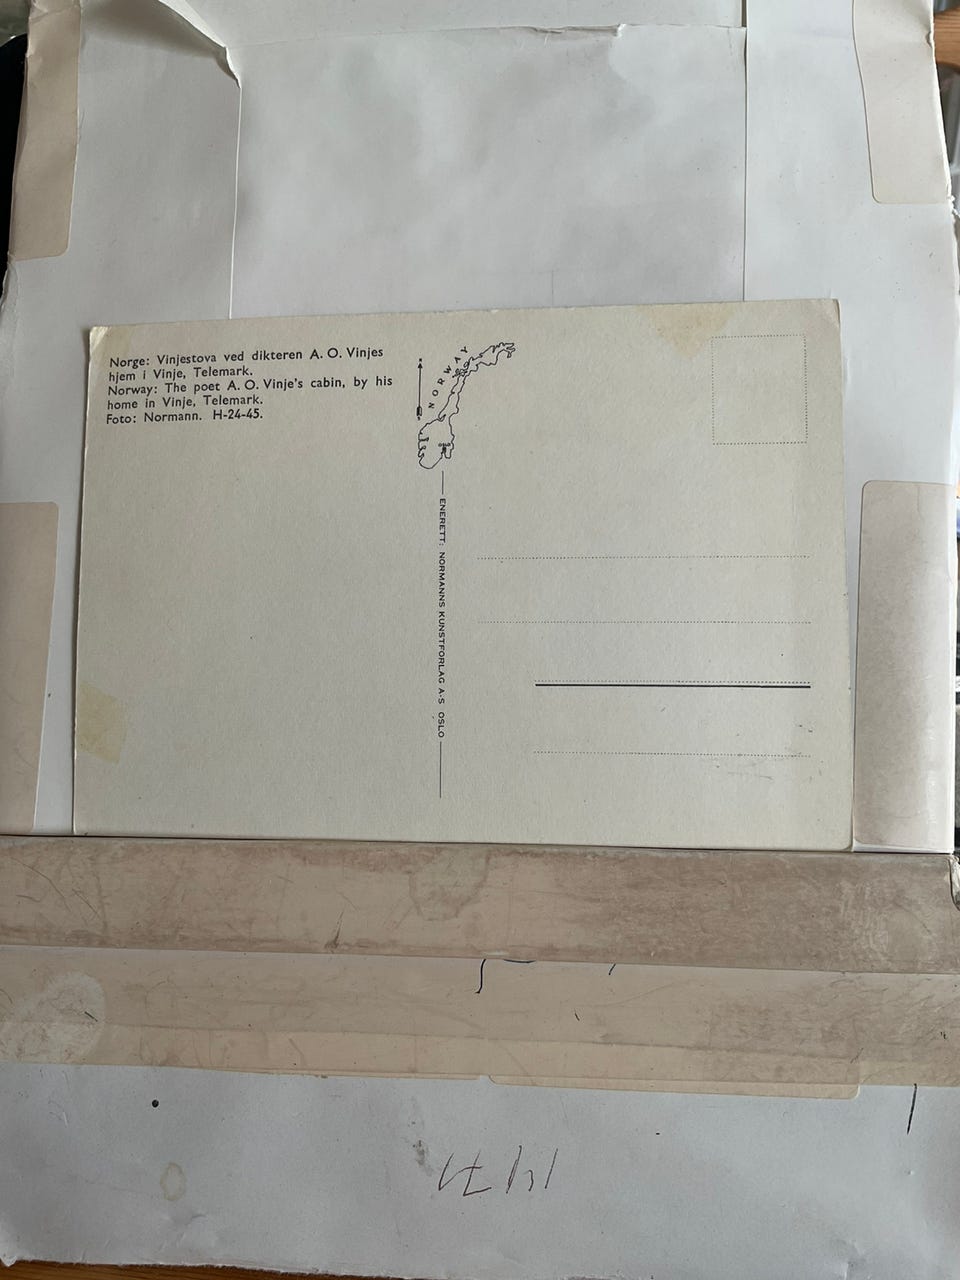 Norge: Vinjestova ved dikteren A. O. Vinjes
hjem i Vinje, Telemark.
Norway: The poet A. O. Vinje's cabin, by his
home in Vinje, Telemark.
Foto: Normann. H-24-45.
NORWAY
OSLO
ENERETT: NORMANNS KUNSTFORLAG A-S OSLO